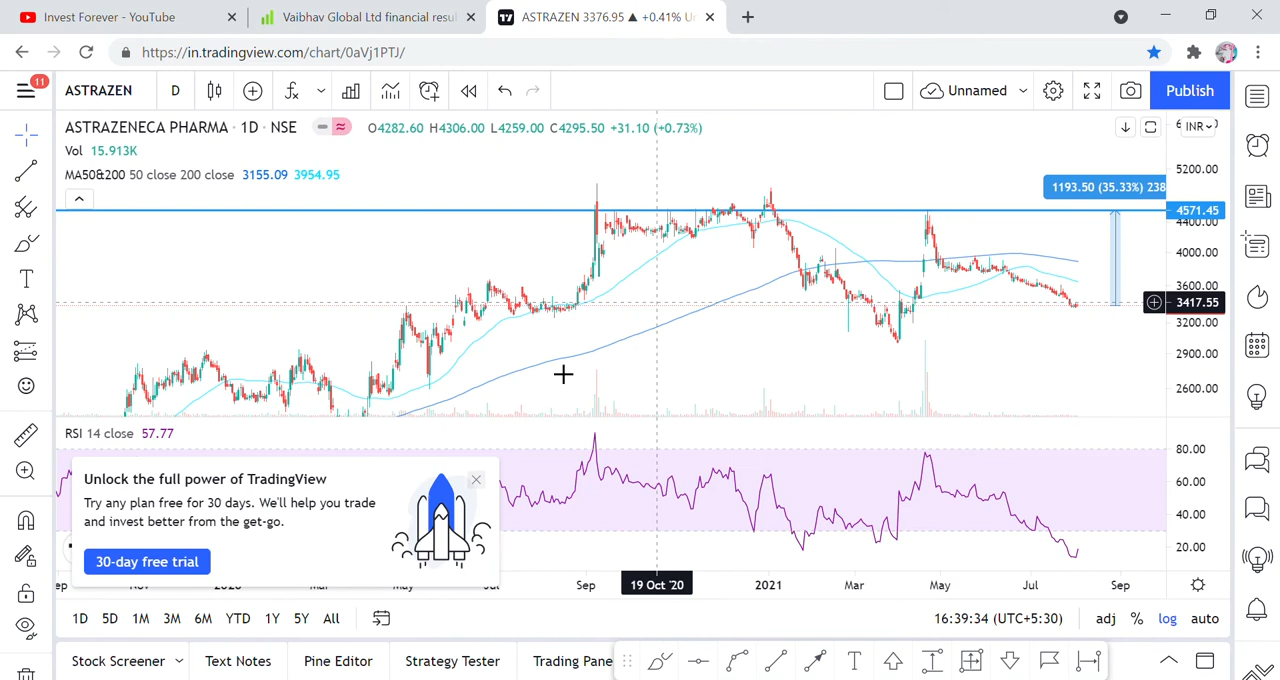 Invest Forever - YouTube
Vaibhav Global Ltd financial resul
ASTRAZEN 3376.95 ▲ +0.41% Un
https://in.tradingview.com/chart/0aVj1PTJ/
11
ASTRAZEN
D
Unnamed
Publish
ASTRAZENECA PHARMA · 1D · NSE
O4282.60 H4306.00 L4259.00 C4295.50 +31.10 (+0.73%)
INR
Vol 15.913K
MA50&200 50 close 200 close 3155.09 3954.95
5200.00
1193.50 (35.33%) 238
4571.45
4400.00
4000.00
3600.00
3417.55
3200.00
2900.00
2600.00
RSI 14 close 57.77
80.00
60.00
40.00
20.00
Unlock the full power of TradingView
Try any plan free for 30 days. We'll help you trade
and invest better from the get-go.
30-day free trial
Sep
19 Oct '20
2021
Mar
May
Jul
Sep
1D 5D 1M 3M 6M YTD 1Y 5Y All
16:39:34 (UTC+5:30)
adj % log auto
Stock Screener
Text Notes
Pine Editor
Strategy Tester
Trading Pane